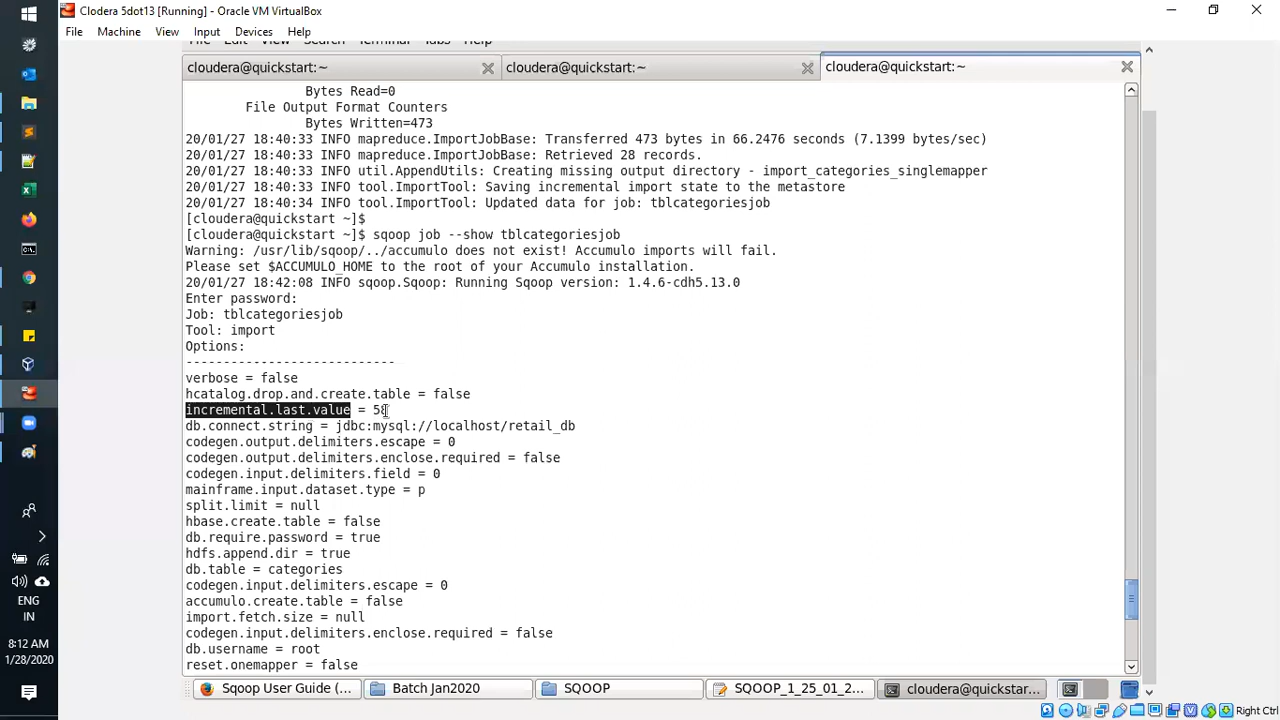 Clodera 5dot13 [Running] - Oracle VM VirtualBox
File Machine View Input Devices Help
File Edit View Search Terminal Tabs Help
cloudera@quickstart:~ cloudera@quickstart:~ cloudera@quickstart:~
Bytes Read=0
File Output Format Counters
Bytes Written=473
20/01/27 18:40:33 INFO mapreduce.ImportJobBase: Transferred 473 bytes in 66.2476 seconds (7.1399 bytes/sec)
20/01/27 18:40:33 INFO mapreduce.ImportJobBase: Retrieved 28 records.
20/01/27 18:40:33 INFO util.AppendUtils: Creating missing output directory - import_categories_singlemapper
20/01/27 18:40:33 INFO tool.ImportTool: Saving incremental import state to the metastore
20/01/27 18:40:34 INFO tool.ImportTool: Updated data for job: tblcategoriesjob
[cloudera@quickstart ~]$
[cloudera@quickstart ~]$ sqoop job --show tblcategoriesjob
Warning: /usr/lib/sqoop/../accumulo does not exist! Accumulo imports will fail.
Please set $ACCUMULO_HOME to the root of your Accumulo installation.
20/01/27 18:42:08 INFO sqoop.Sqoop: Running Sqoop version: 1.4.6-cdh5.13.0
Enter password:
Job: tblcategoriesjob
Tool: import
Options:
----------------------------
verbose = false
hcatalog.drop.and.create.table = false
incremental.last.value = 58
db.connect.string = jdbc:mysql://localhost/retail_db
codegen.output.delimiters.escape = 0
codegen.output.delimiters.enclose.required = false
codegen.input.delimiters.field = 0
mainframe.input.dataset.type = p
split.limit = null
hbase.create.table = false
db.require.password = true
hdfs.append.dir = true
db.table = categories
codegen.input.delimiters.escape = 0
accumulo.create.table = false
import.fetch.size = null
codegen.input.delimiters.enclose.required = false
db.username = root
reset.onemapper = false
ENG
IN
8:12 AM
1/28/2020
Sqoop User Guide (... Batch Jan2020 SQOOP SQOOP_1_25_01_2... cloudera@quickstar...
Right Ctrl